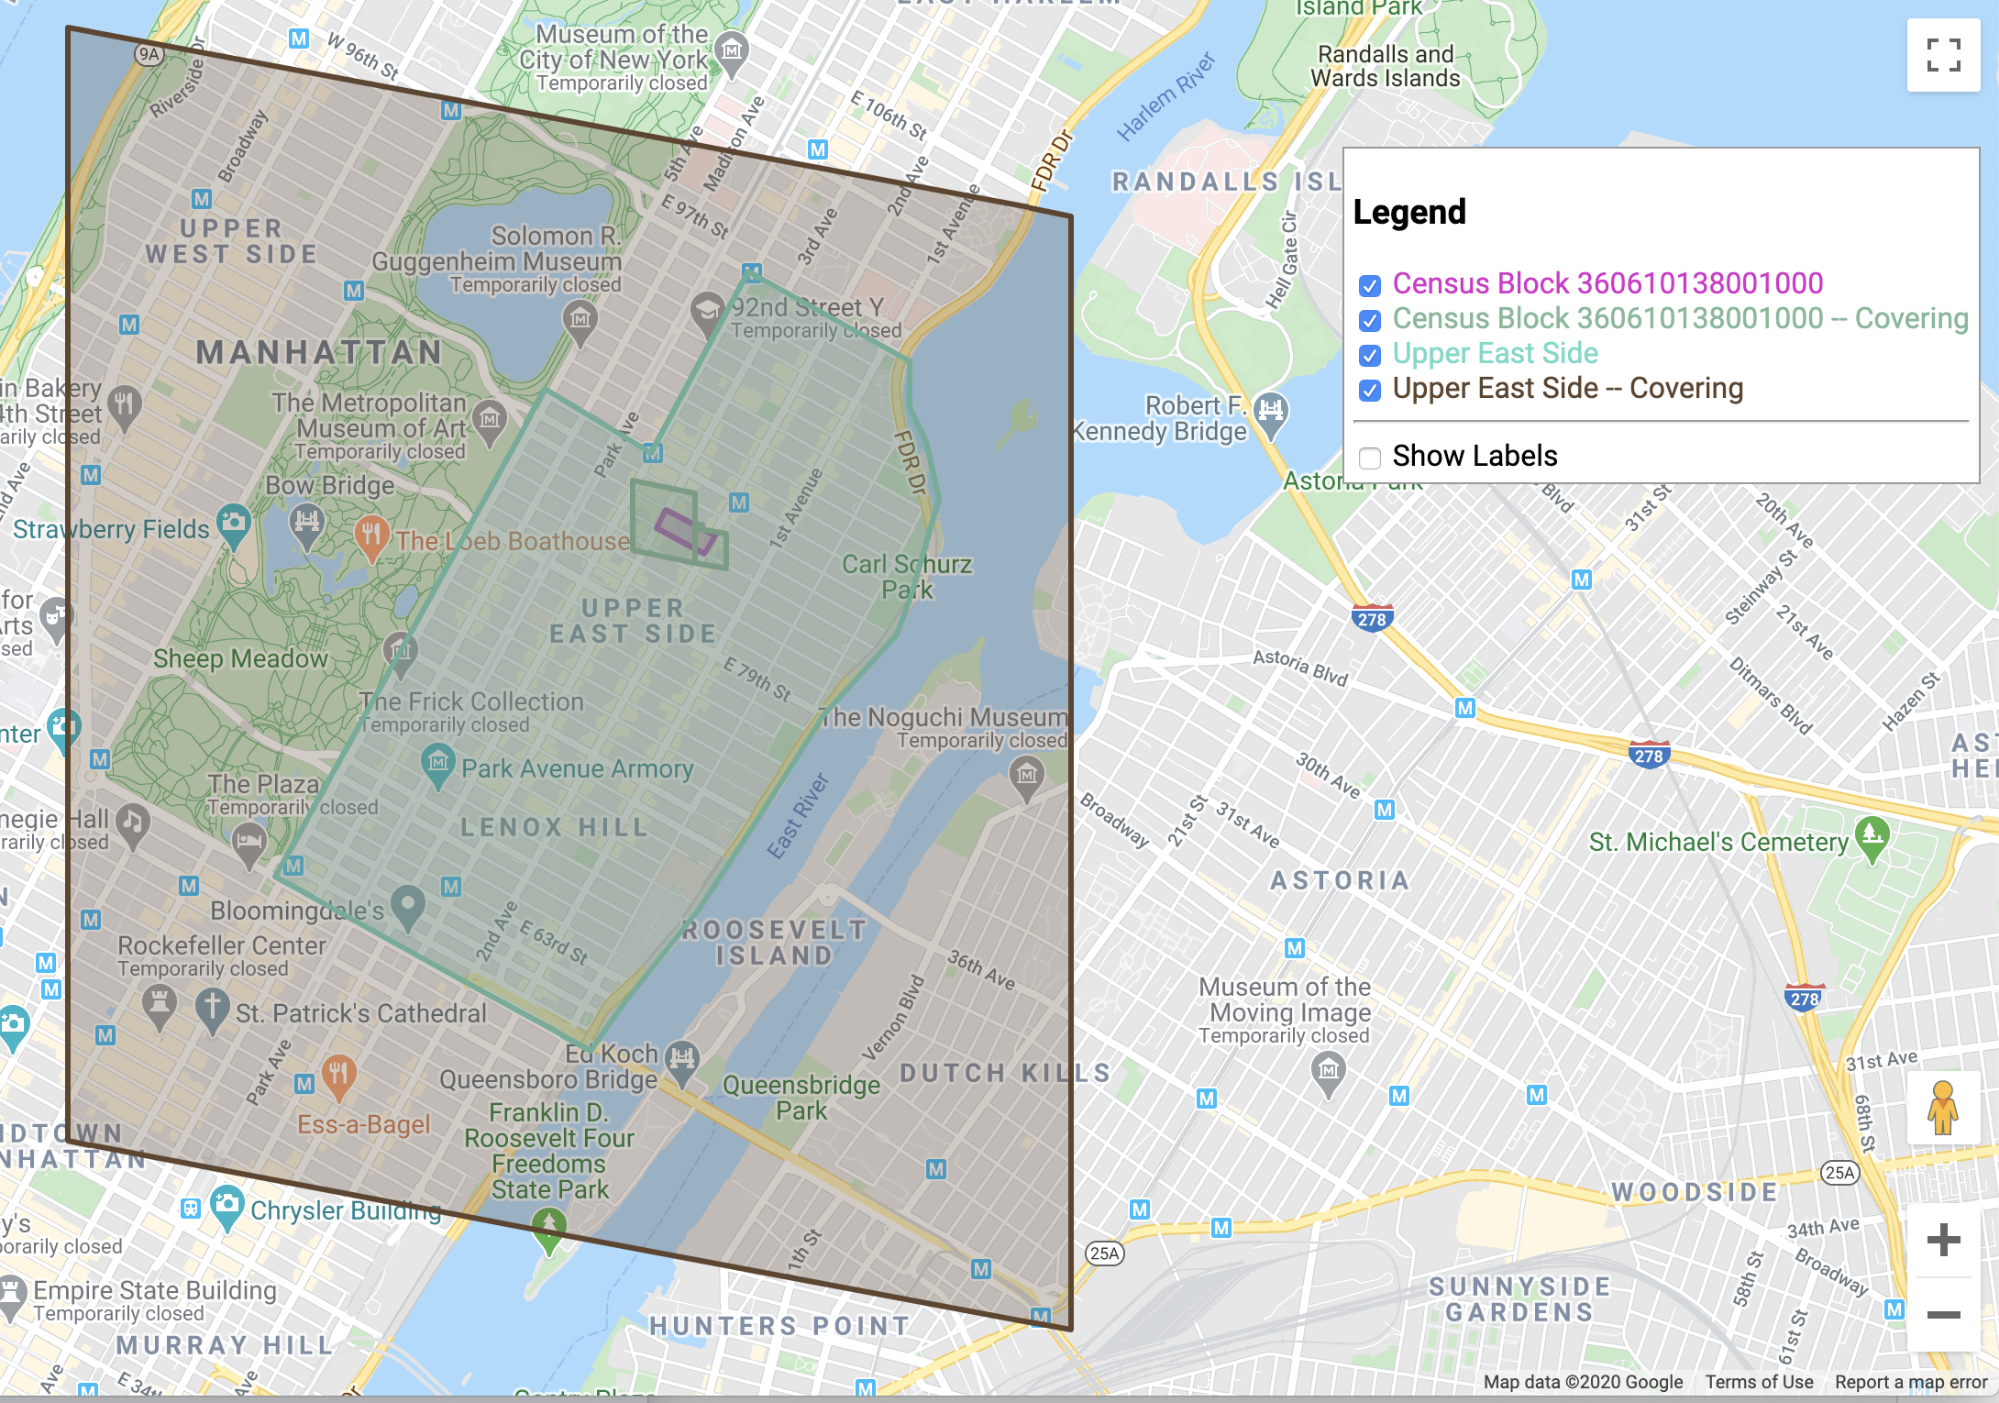 EAST HARLEM
Island Park
Museum of the
City of New York
Temporarily closed
Randalls and
Wards Islands
9A
Riverside Dr
W 96th St
Broadway
5th Ave
Madison Ave
E 106th St
Harlem River
FDR Dr
2nd Ave
1st Avenue
3rd Ave
E 97th St
RANDALLS ISL
Hell Gate Cir
Legend
Census Block 360610138001000
Census Block 360610138001000 -- Covering
Upper East Side
Upper East Side -- Covering
Show Labels
UPPER
WEST SIDE
Solomon R.
Guggenheim Museum
Temporarily closed
92nd Street Y
Temporarily closed
MANHATTAN
in Bakery
4th Street
arily closed
The Metropolitan
Museum of Art
Temporarily closed
Park Ave
FDR Dr
Robert F.
Kennedy Bridge
Astoria Park
Blvd
31st St
20th Ave
2nd Ave
Bow Bridge
Strawberry Fields
The Loeb Boathouse
1st Avenue
Carl Schurz
Park
Steinway St
21st Ave
278
for
Arts
sed
UPPER
EAST SIDE
Sheep Meadow
E 79th St
Astoria Blvd
Ditmars Blvd
Hazen St
The Frick Collection
Temporarily closed
The Noguchi Museum
Temporarily closed
nter
278
AST
HEI
Park Avenue Armory
The Plaza
Temporarily closed
30th Ave
31st Ave
21st St
Broadway
negie Hall
rarily closed
LENOX HILL
East River
St. Michael's Cemetery
ASTORIA
Bloomingdale's
2nd Ave
E 63rd St
ROOSEVELT
ISLAND
36th Ave
Rockefeller Center
Temporarily closed
St. Patrick's Cathedral
Vernon Blvd
Museum of the
Moving Image
Temporarily closed
278
Park Ave
Ed Koch
Queensboro Bridge
Queensbridge
Park
DUTCH KILLS
31st Ave
68th St
Ess-a-Bagel
Franklin D.
Roosevelt Four
Freedoms
State Park
IDTOWN
NHATTAN
25A
WOODSIDE
Chrysler Building
y's
orarily closed
11th St
25A
34th Ave
Broadway
58th St
61st St
Empire State Building
Temporarily closed
SUNNYSIDE
GARDENS
MURRAY HILL
HUNTERS POINT
Ave
E 34th
Ave
Dr
Gantry Plaza
Map data ©2020 Google
Terms of Use
Report a map error